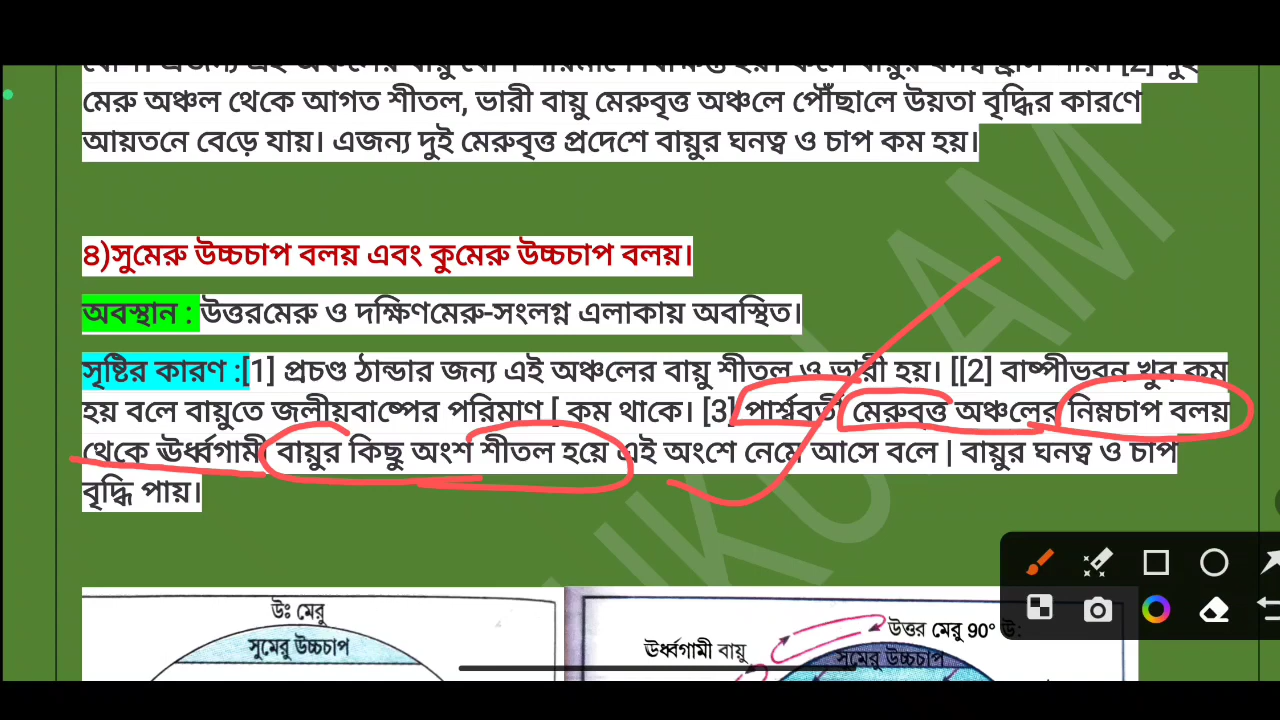 মেরু অঞ্চল থেকে আগত শীতল, ভারী বায়ু মেরুবৃত্ত অঞ্চলে পৌঁছালে উয়তা বৃদ্ধির কারণে
আয়তনে বেড়ে যায়। এজন্য দুই মেরুবৃত্ত প্রদেশে বায়ুর ঘনত্ব ও চাপ কম হয়।
৪)সুমেরু উচ্চচাপ বলয় এবং কুমেরু উচ্চচাপ বলয়।
অবস্থান : উত্তরমেরু ও দক্ষিণমেরু-সংলগ্ন এলাকায় অবস্থিত।
সৃষ্টির কারণ :[1] প্রচণ্ড ঠান্ডার জন্য এই অঞ্চলের বায়ু শীতল ও ভারী হয়। [[2] বাষ্পীভবন খুব কম
হয় বলে বায়ুতে জলীয়বাষ্পের পরিমাণ [ কম থাকে। [3] পার্শ্ববর্তী মেরুবৃত্ত অঞ্চলের নিম্নচাপ বলয়
থেকে ঊর্ধ্বগামী বায়ুর কিছু অংশ শীতল হয়ে এই অংশে নেমে আসে বলে | বায়ুর ঘনত্ব ও চাপ
বৃদ্ধি পায়।
উঃ মেরু
সুমেরু উচ্চচাপ
ঊর্ধ্বগামী বায়ু
উত্তর মেরু 90° উ:
সুমেরু উচ্চচাপ